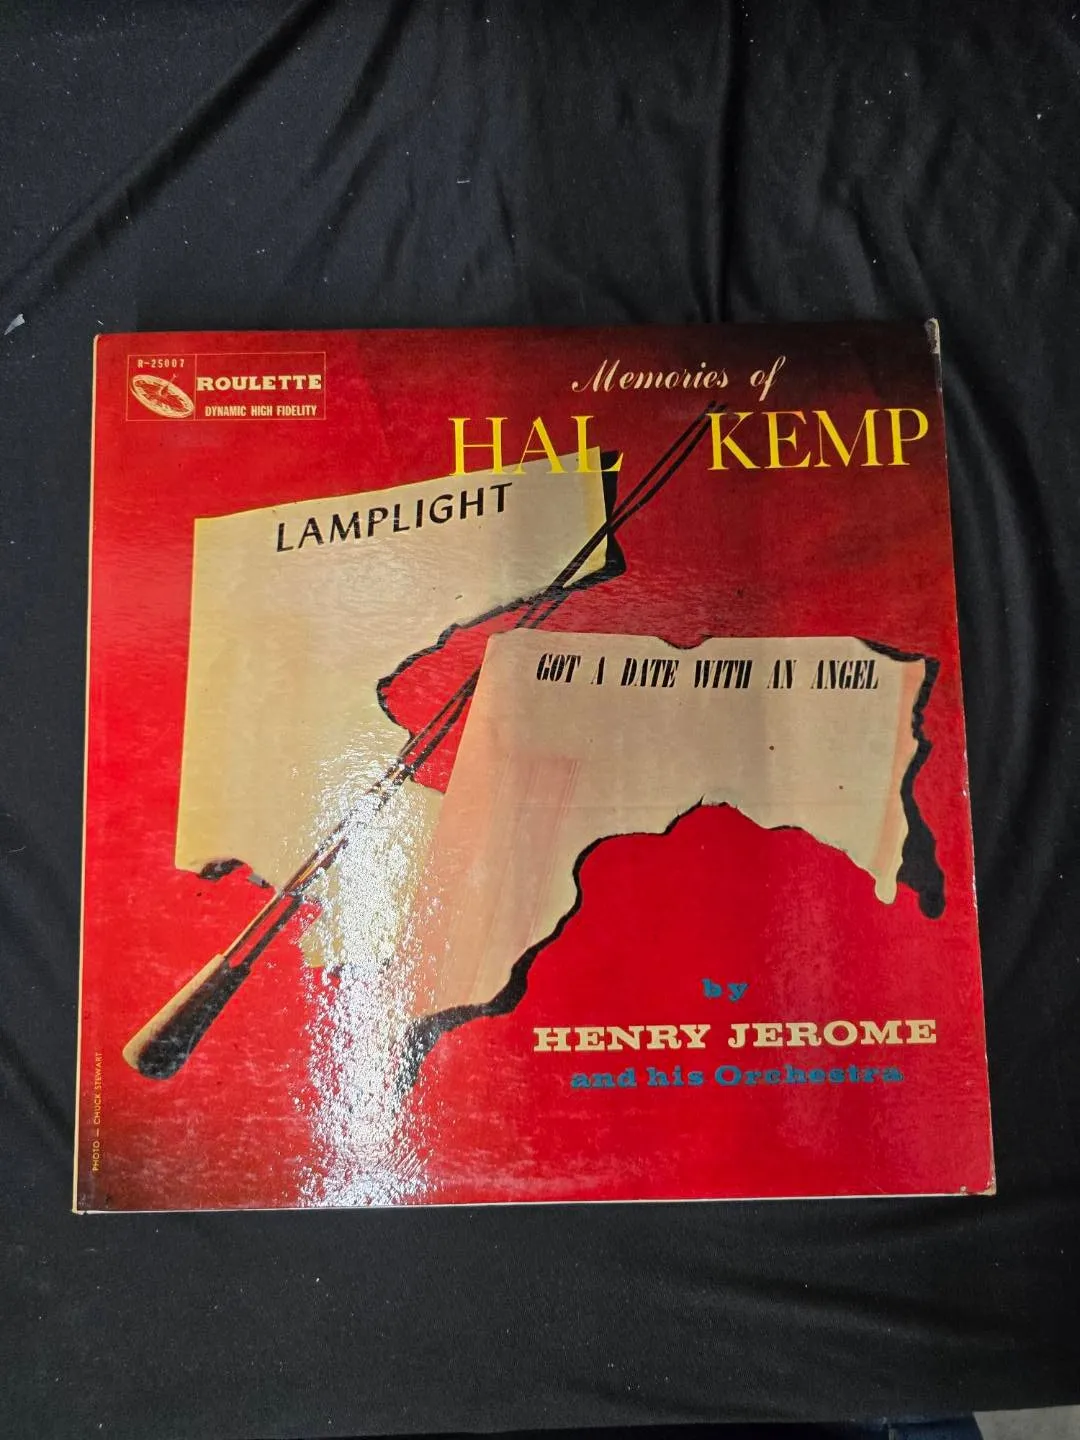 R-25007
ROULETTE
DYNAMIC HIGH FIDELITY
Memories of
HAL KEMP
LAMPLIGHT
GOT A DATE WITH AN ANGEL
by
HENRY JEROME
and his Orchestra
PHOTO — CHUCK STEWART